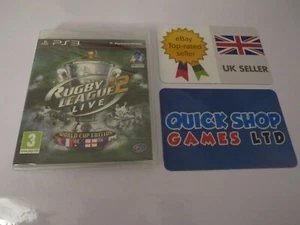 PS3
RUGBY
LEAGUE 2
LIVE
WORLD CUP EDITION
3
ebay
Top-rated
seller
UK SELLER
QUICK SHOP
GAMES LTD